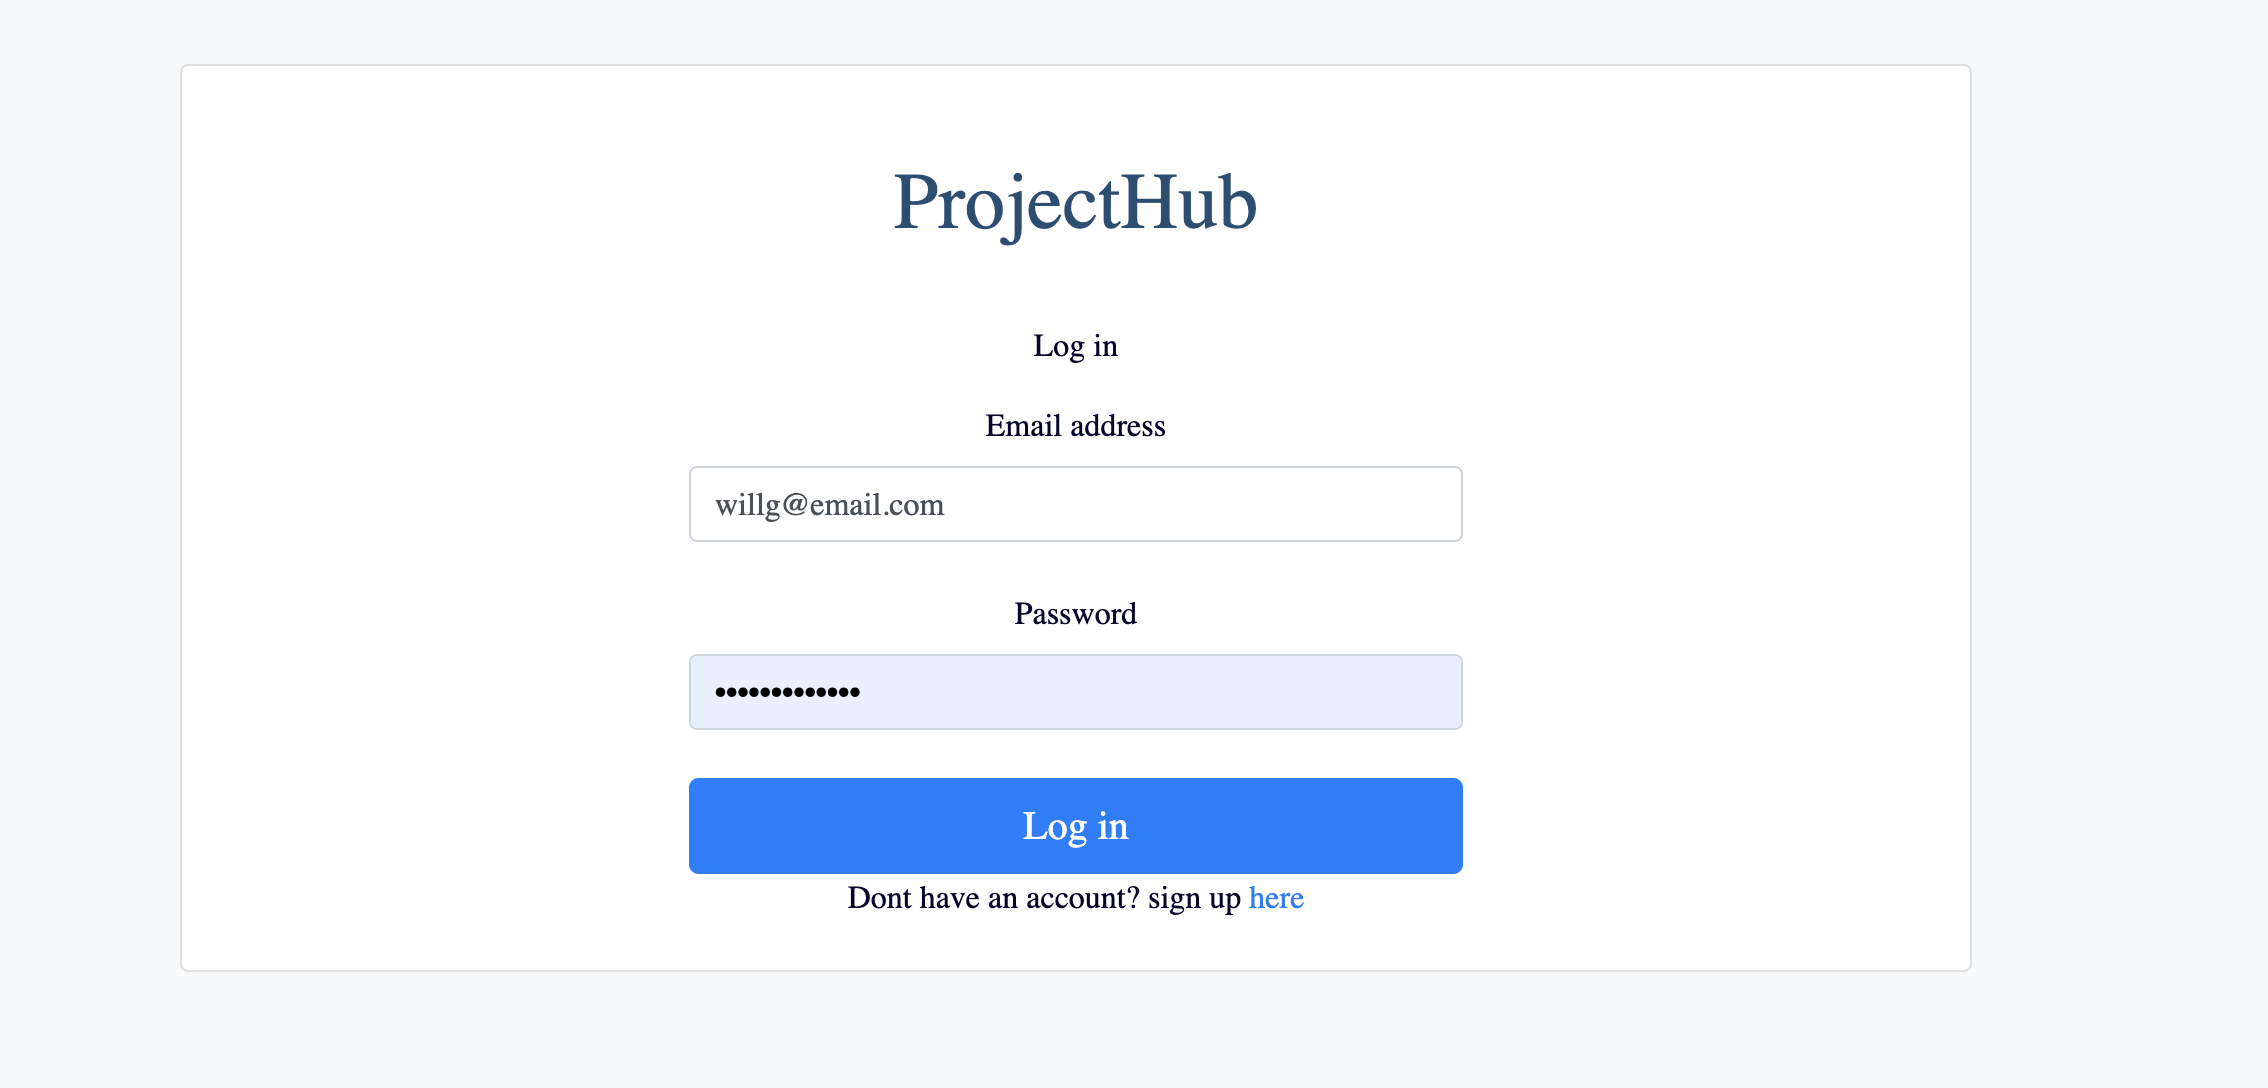 ProjectHub
Log in
Email address
willg@email.com
Password
•••••••••••••
Log in
Dont have an account? sign up here